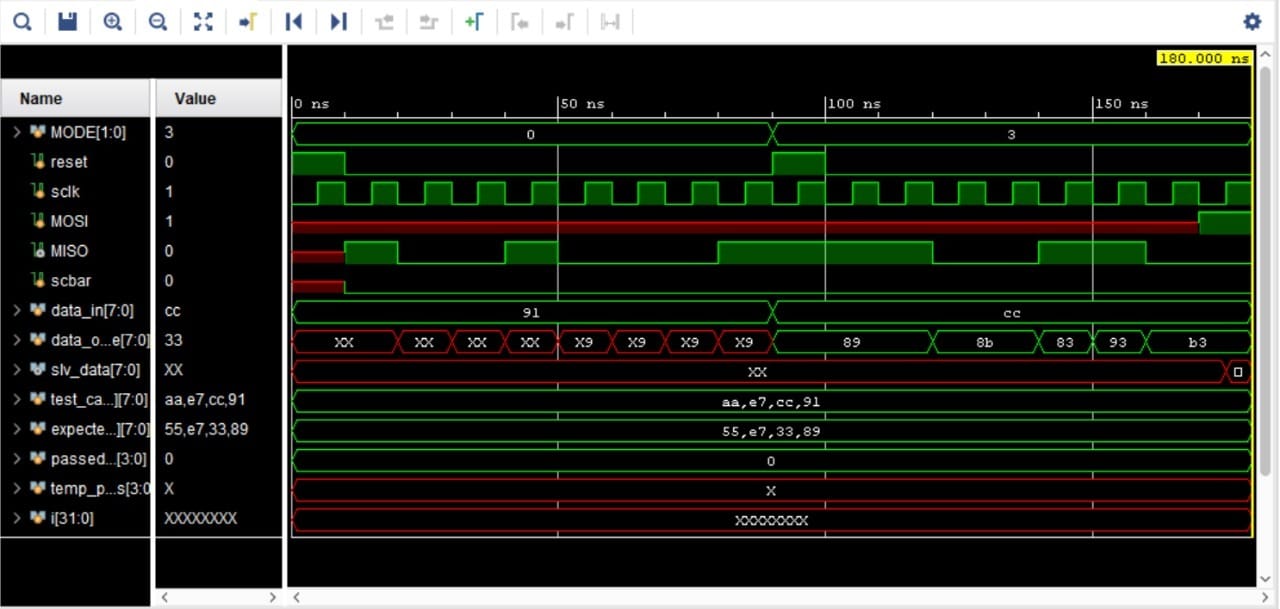 180.000 ns
Name Value 0 ns 50 ns 100 ns 150 ns
MODE[1:0] 3 0 3
reset 0
sclk 1
MOSI 1
MISO 0
scbar 0
data_in[7:0] cc 91 cc
data_o...e[7:0] 33 XX XX XX XX X9 X9 X9 X9 89 8b 83 93 b3
slv_data[7:0] XX XX
test_ca...][7:0] aa,e7,cc,91 aa,e7,cc,91
expecte...][7:0] 55,e7,33,89 55,e7,33,89
passed...[3:0] 0 0
temp_p...s[3:0 X X
i[31:0] XXXXXXXX XXXXXXXX